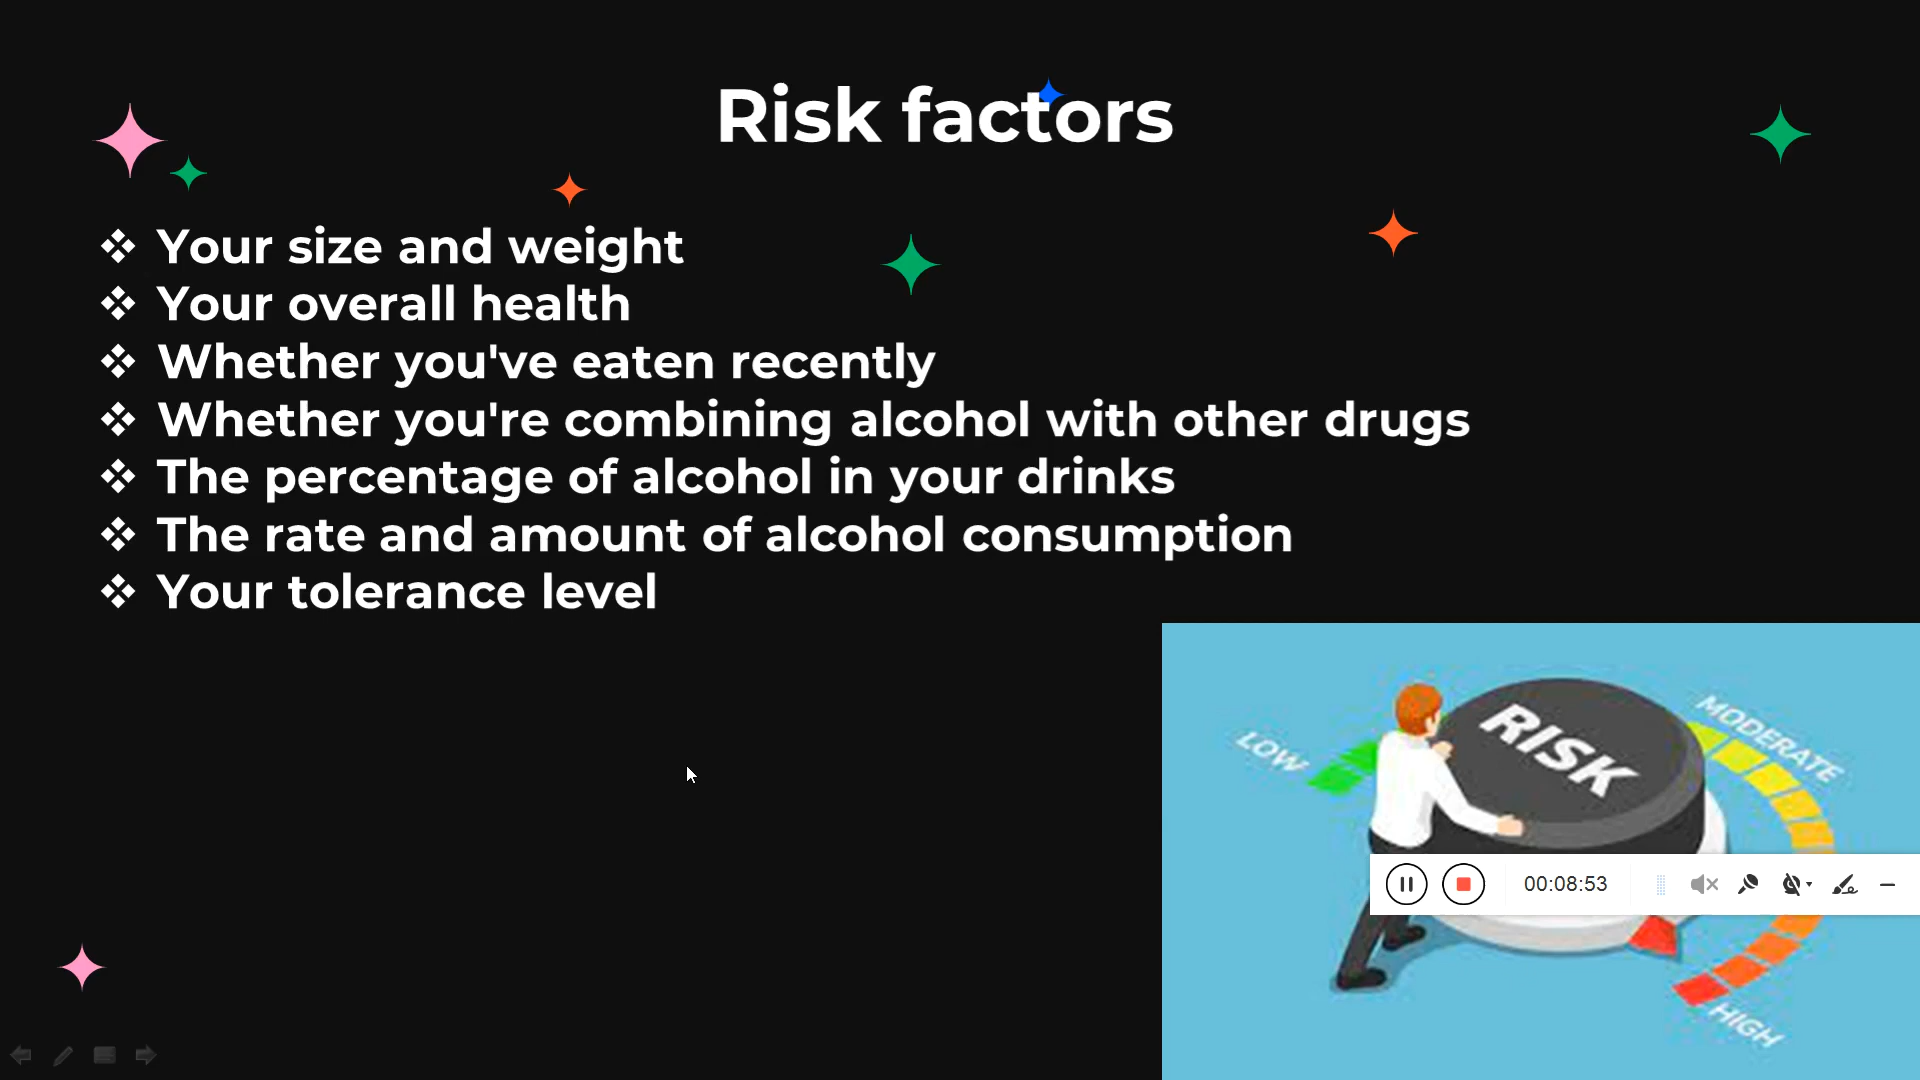 Risk factors
❖ Your size and weight
❖ Your overall health
❖ Whether you've eaten recently
❖ Whether you're combining alcohol with other drugs
❖ The percentage of alcohol in your drinks
❖ The rate and amount of alcohol consumption
❖ Your tolerance level
LOW
RISK
MODERATE
00:08:53
HIGH